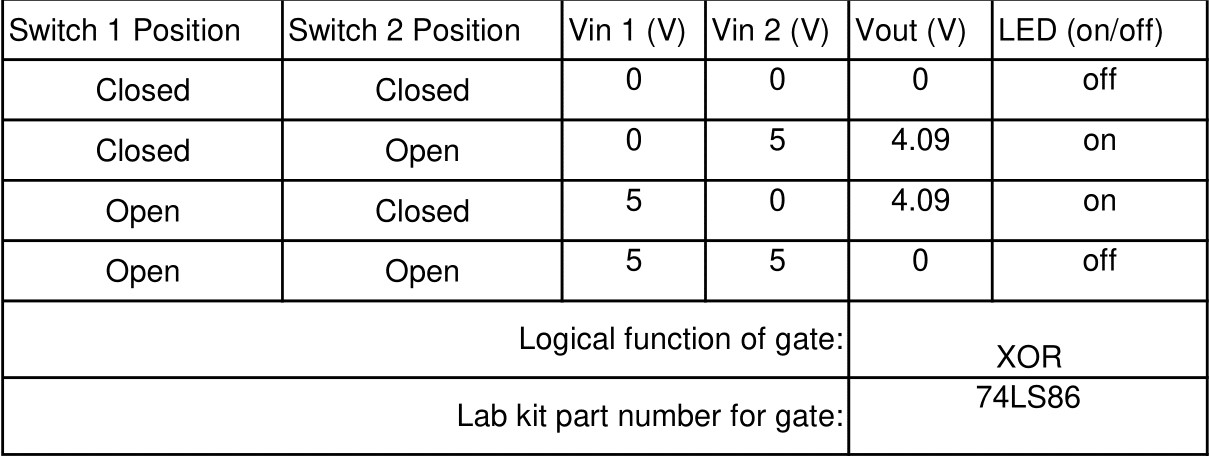 Switch 1 Position Switch 2 Position Vin 1 (V) Vin 2 (V) Vout (V) LED (on/off)
Closed Closed 0 0 0 off
Closed Open 0 5 4.09 on
Open Closed 5 0 4.09 on
Open Open 5 5 0 off
Logical function of gate: XOR
Lab kit part number for gate: 74LS86